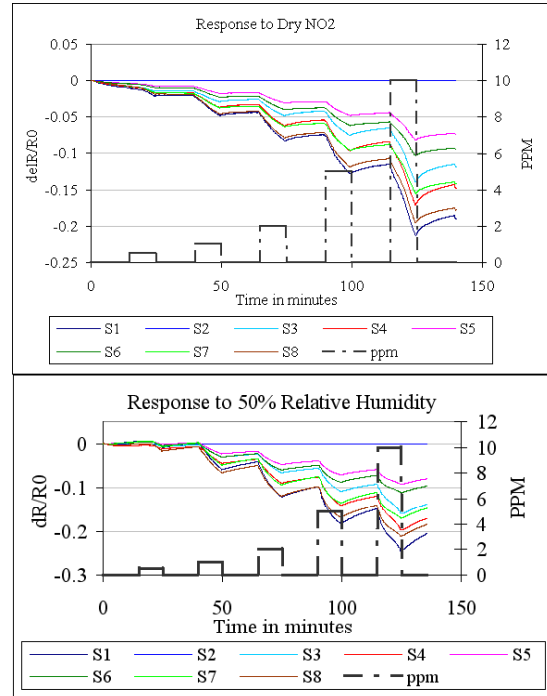 Response to Dry NO2
0.05
0
-0.05
-0.1
-0.15
-0.2
-0.25
delR/R0
12
10
8
6
4
2
0
PPM
0 50 100 150
Time in minutes
S1 S2 S3 S4 S5
S6 S7 S8 ppm
Response to 50% Relative Humidity
0
-0.1
-0.2
-0.3
dR/R0
12
10
8
6
4
2
0
PPM
0 50 100 150
Time in minutes
S1 S2 S3 S4 S5
S6 S7 S8 ppm